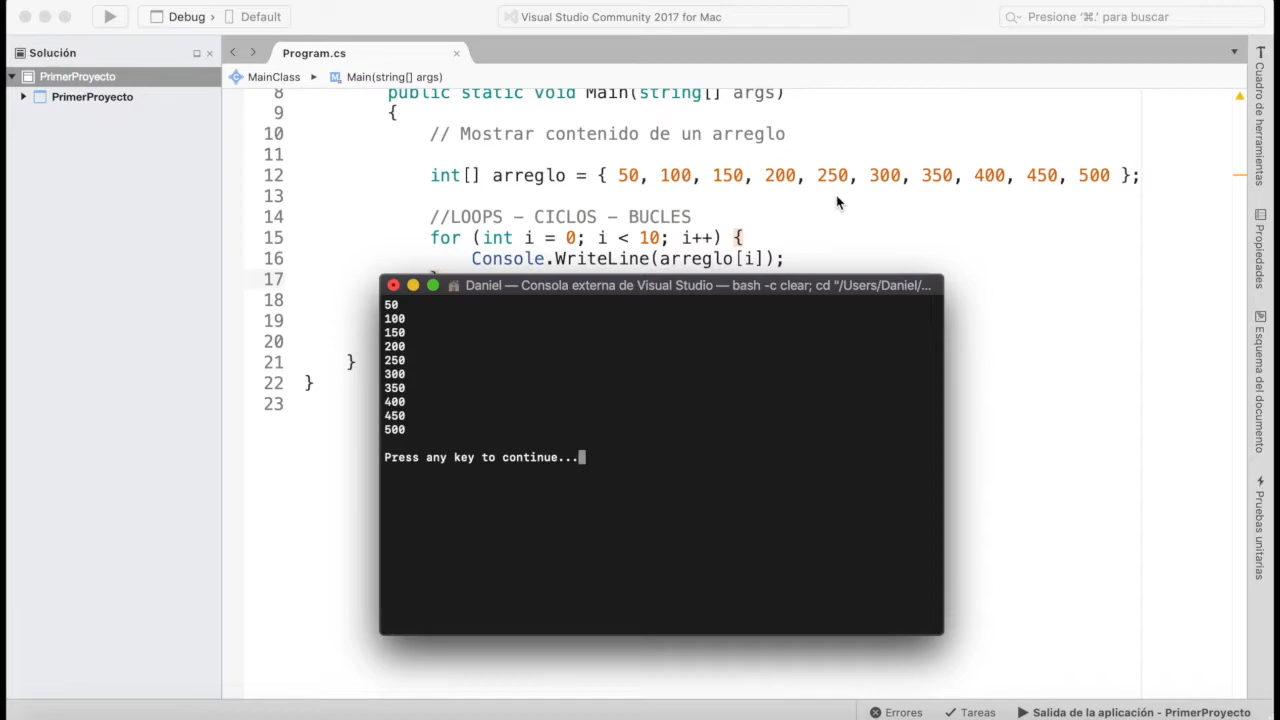 Debug › Default
Visual Studio Community 2017 for Mac
Presione '⌘.' para buscar
Solución
PrimerProyecto
PrimerProyecto
Program.cs
MainClass ▸ Main(string[] args)
8 public static void Main(string[] args)
9 {
10 // Mostrar contenido de un arreglo
11
12 int[] arreglo = { 50, 100, 150, 200, 250, 300, 350, 400, 450, 500 };
13
14 //LOOPS – CICLOS – BUCLES
15 for (int i = 0; i < 10; i++) {
16 Console.WriteLine(arreglo[i]);
17
18
19
20
21 }
22 }
23
Daniel — Consola externa de Visual Studio — bash -c clear; cd "/Users/Daniel/...
50
100
150
200
250
300
350
400
450
500
Press any key to continue...
Cuadro de herramientas
Propiedades
Esquema del documento
Pruebas unitarias
Errores
Tareas
Salida de la aplicación - PrimerProyecto